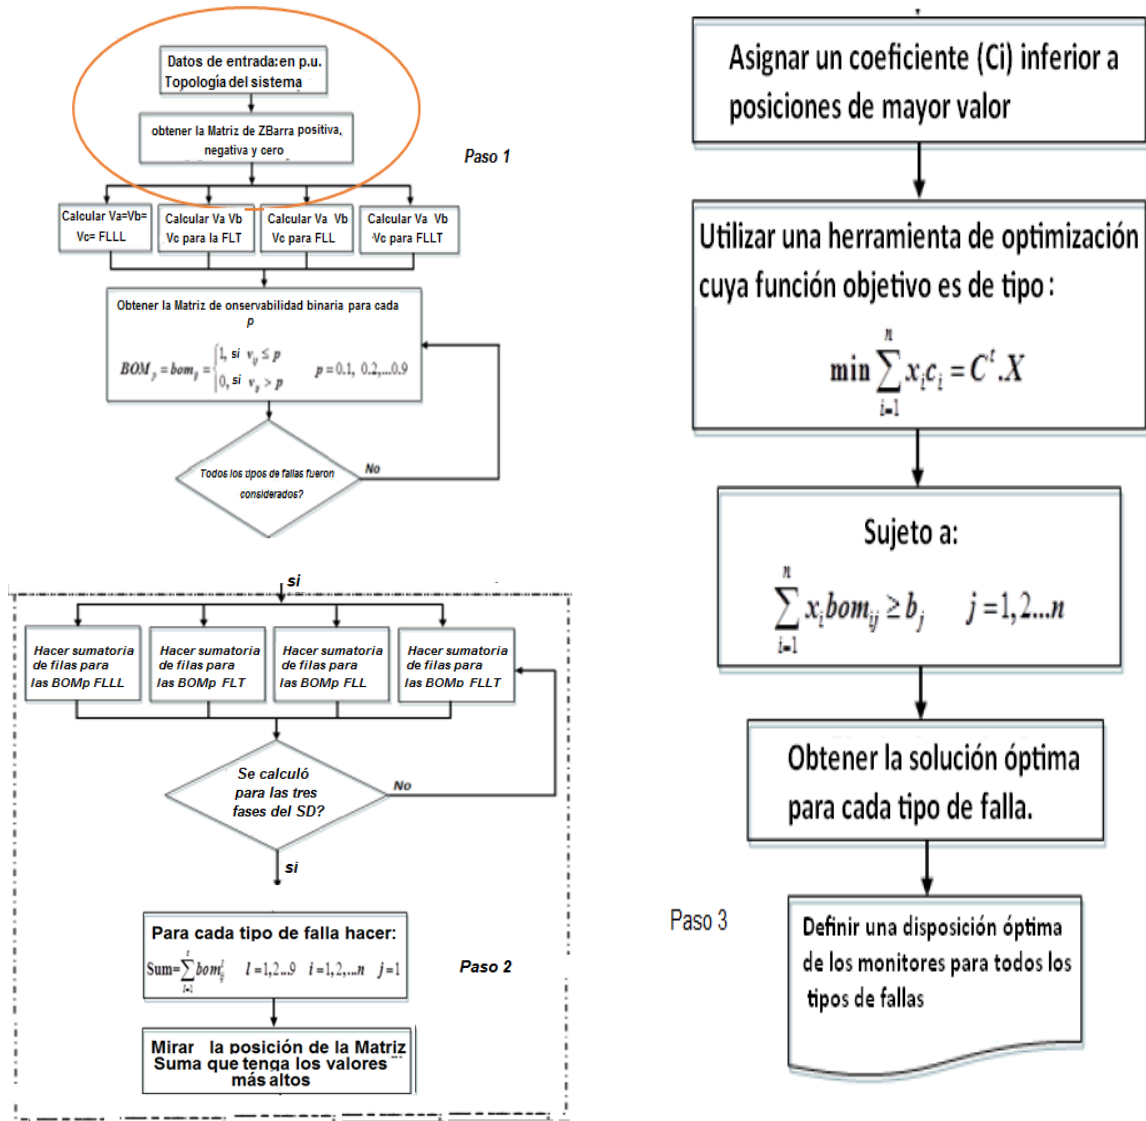 Datos de entrada:en p.u.
Topología del sistema
obtener la Matriz de ZBarra positiva,
negativa y cero
Paso 1
Calcular Va=Vb=
Vc= FLLL
Calcular Va Vb
Vc para la FLT
Calcular Va Vb
Vc para FLL
Calcular Va Vb
Vc para FLLT
Obtener la Matriz de onservabilidad binaria para cada
p
BOM_p = bom_ij = {1, si v_ij ≤ p
0, si v_ij > p
p = 0.1, 0.2,...0.9
Todos los tipos de fallas fueron
considerados?
No
si
Hacer sumatoria
de filas para
las BOMp FLLL
Hacer sumatoria
de filas para
las BOMp FLT
Hacer sumatoria
de filas para
las BOMp FLL
Hacer sumatoria
de filas para
las BOMp FLLT
Se calculó
para las tres
fases del SD?
No
si
Para cada tipo de falla hacer:
Sum=∑_{l=1}^{t} bom_ij^l l=1,2...9 i=1,2,...n j=1
Paso 2
Mirar la posición de la Matriz
Suma que tenga los valores
más altos
Asignar un coeficiente (Ci) inferior a
posiciones de mayor valor
Utilizar una herramienta de optimización
cuya función objetivo es de tipo:
min ∑_{i=1}^{n} x_i c_i = C^t.X
Sujeto a:
∑_{i=1}^{n} x_i bom_ij ≥ b_j j=1,2...n
Obtener la solución óptima
para cada tipo de falla.
Paso 3
Definir una disposición óptima
de los monitores para todos los
tipos de fallas